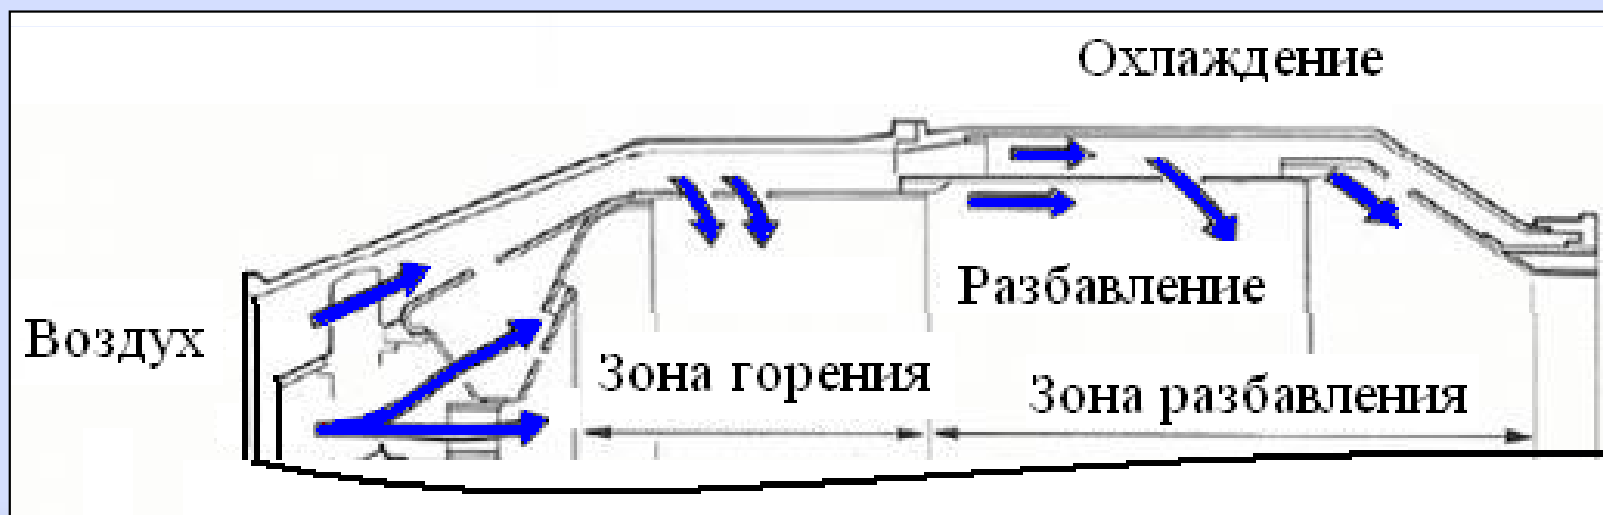 Охлаждение
Разбавление
Воздух
Зона горения
Зона разбавления